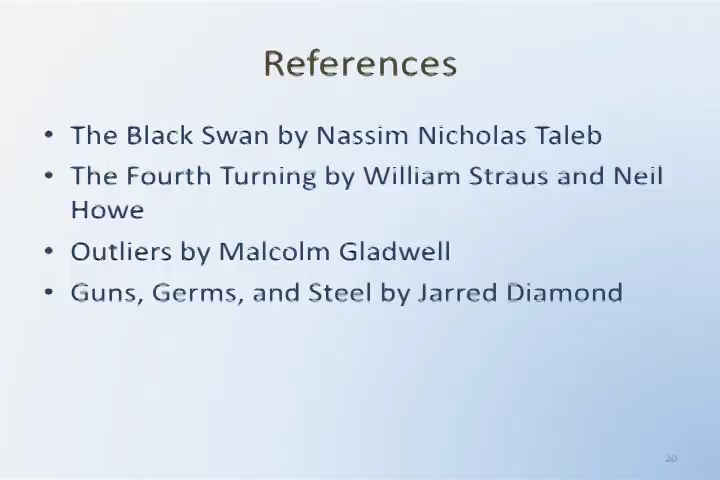 References
• The Black Swan by Nassim Nicholas Taleb
• The Fourth Turning by William Straus and Neil
Howe
• Outliers by Malcolm Gladwell
• Guns, Germs, and Steel by Jarred Diamond
20